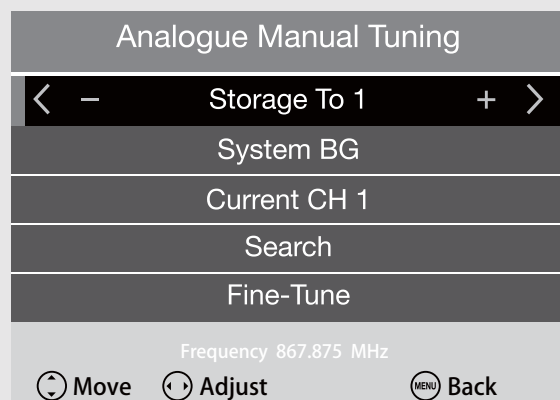 Analogue Manual Tuning
− Storage To 1 +
System BG
Current CH 1
Search
Fine-Tune
Frequency 867.875 MHz
Move Adjust MENU Back